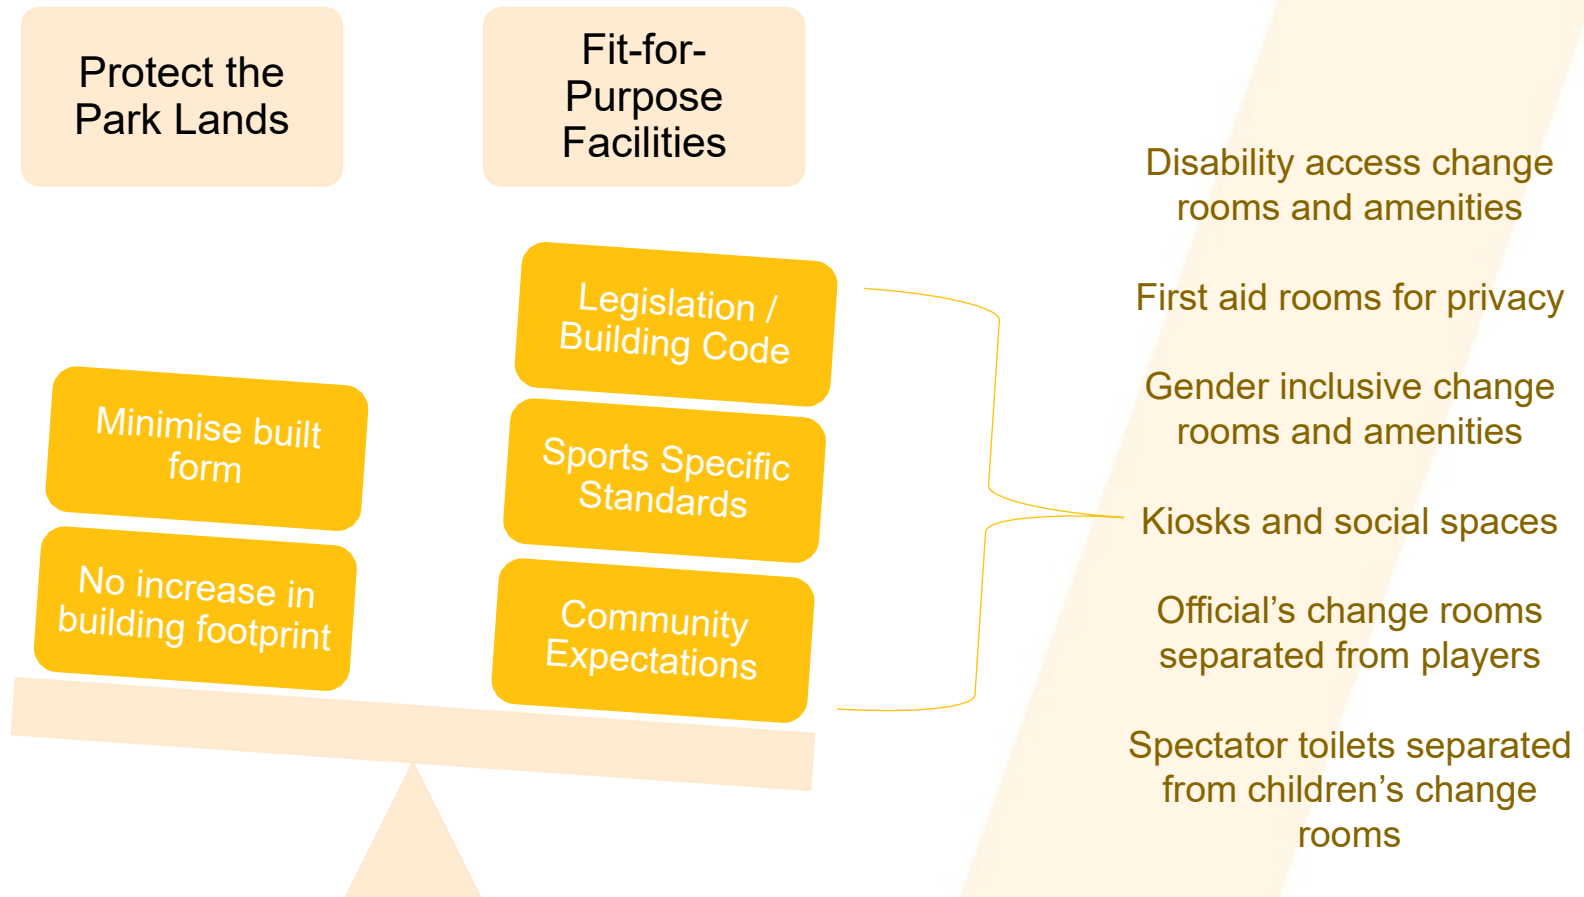 Protect the
Park Lands
Fit-for-
Purpose
Facilities
Minimise built
form
No increase in
building footprint
Legislation /
Building Code
Sports Specific
Standards
Community
Expectations
Disability access change
rooms and amenities
First aid rooms for privacy
Gender inclusive change
rooms and amenities
Kiosks and social spaces
Official’s change rooms
separated from players
Spectator toilets separated
from children’s change
rooms